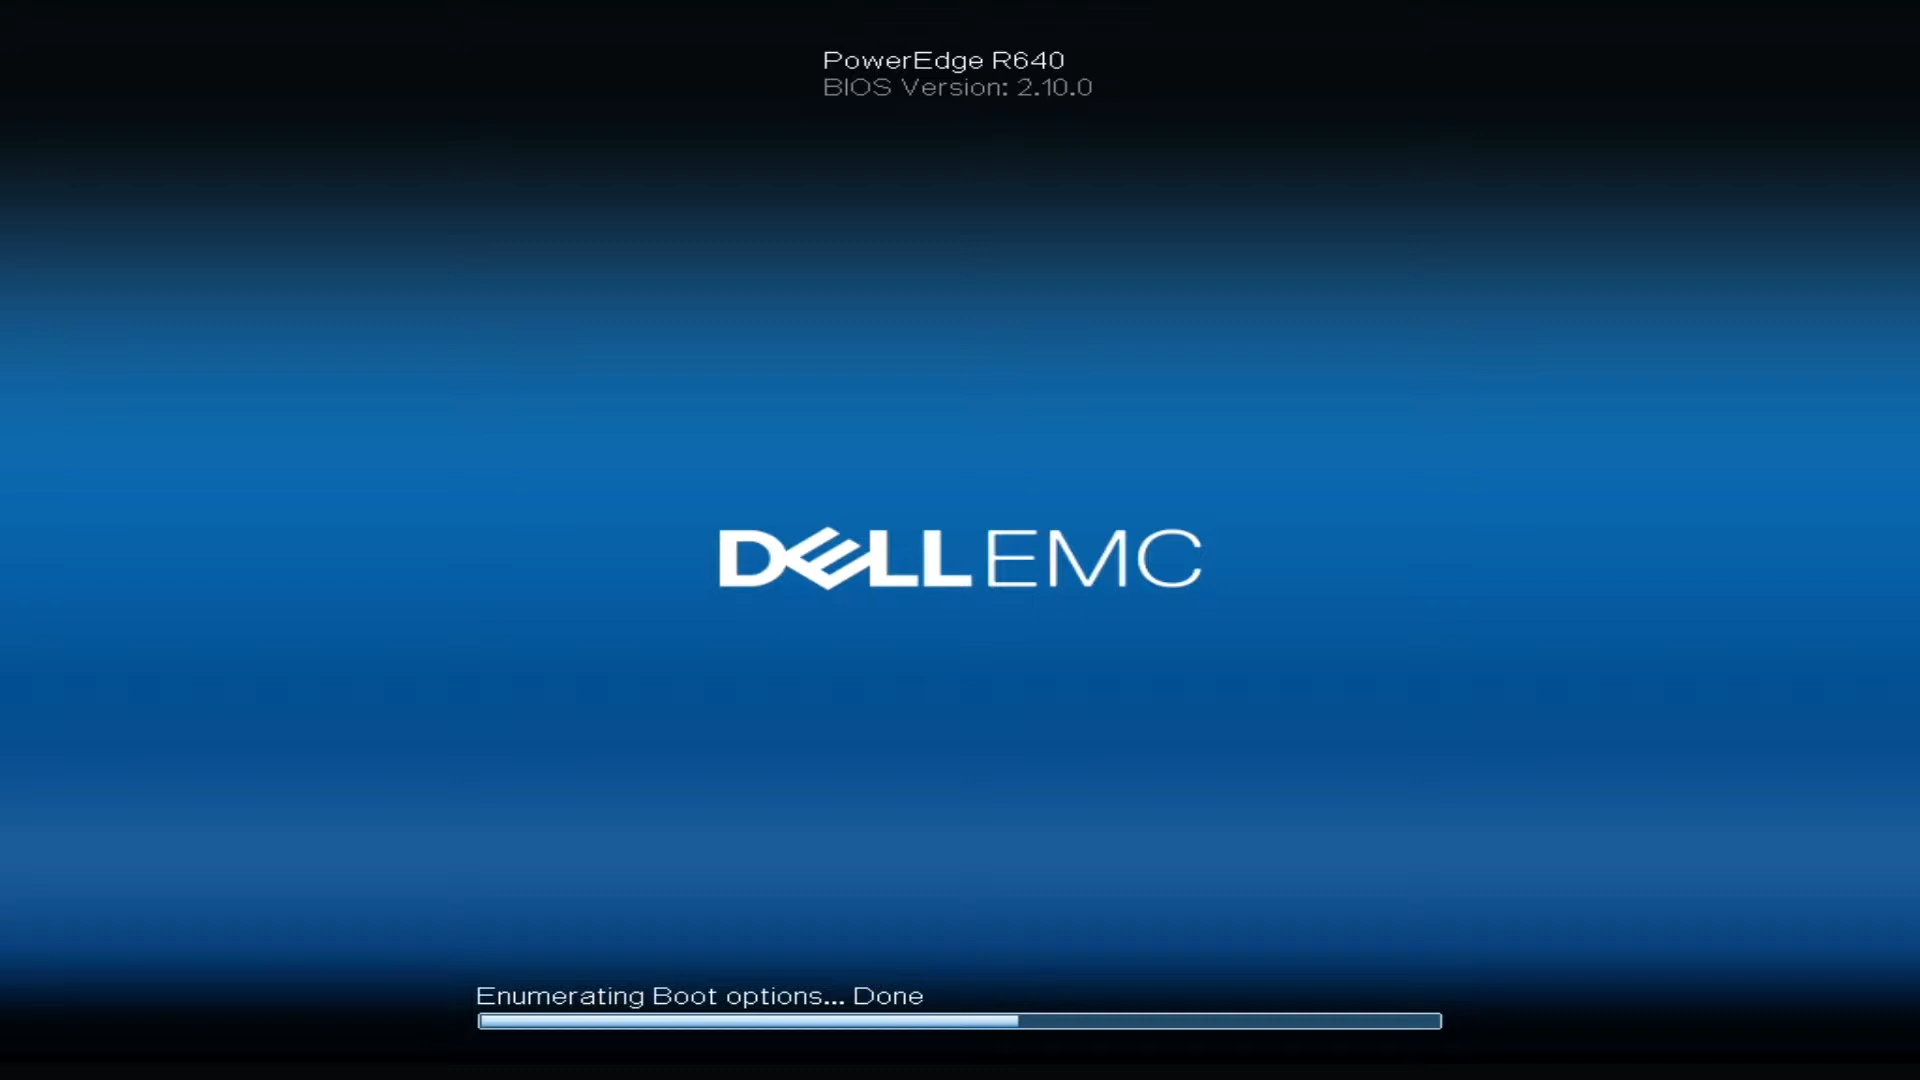 PowerEdge R640
BIOS Version: 2.10.0
DELLEMC
Enumerating Boot options... Done